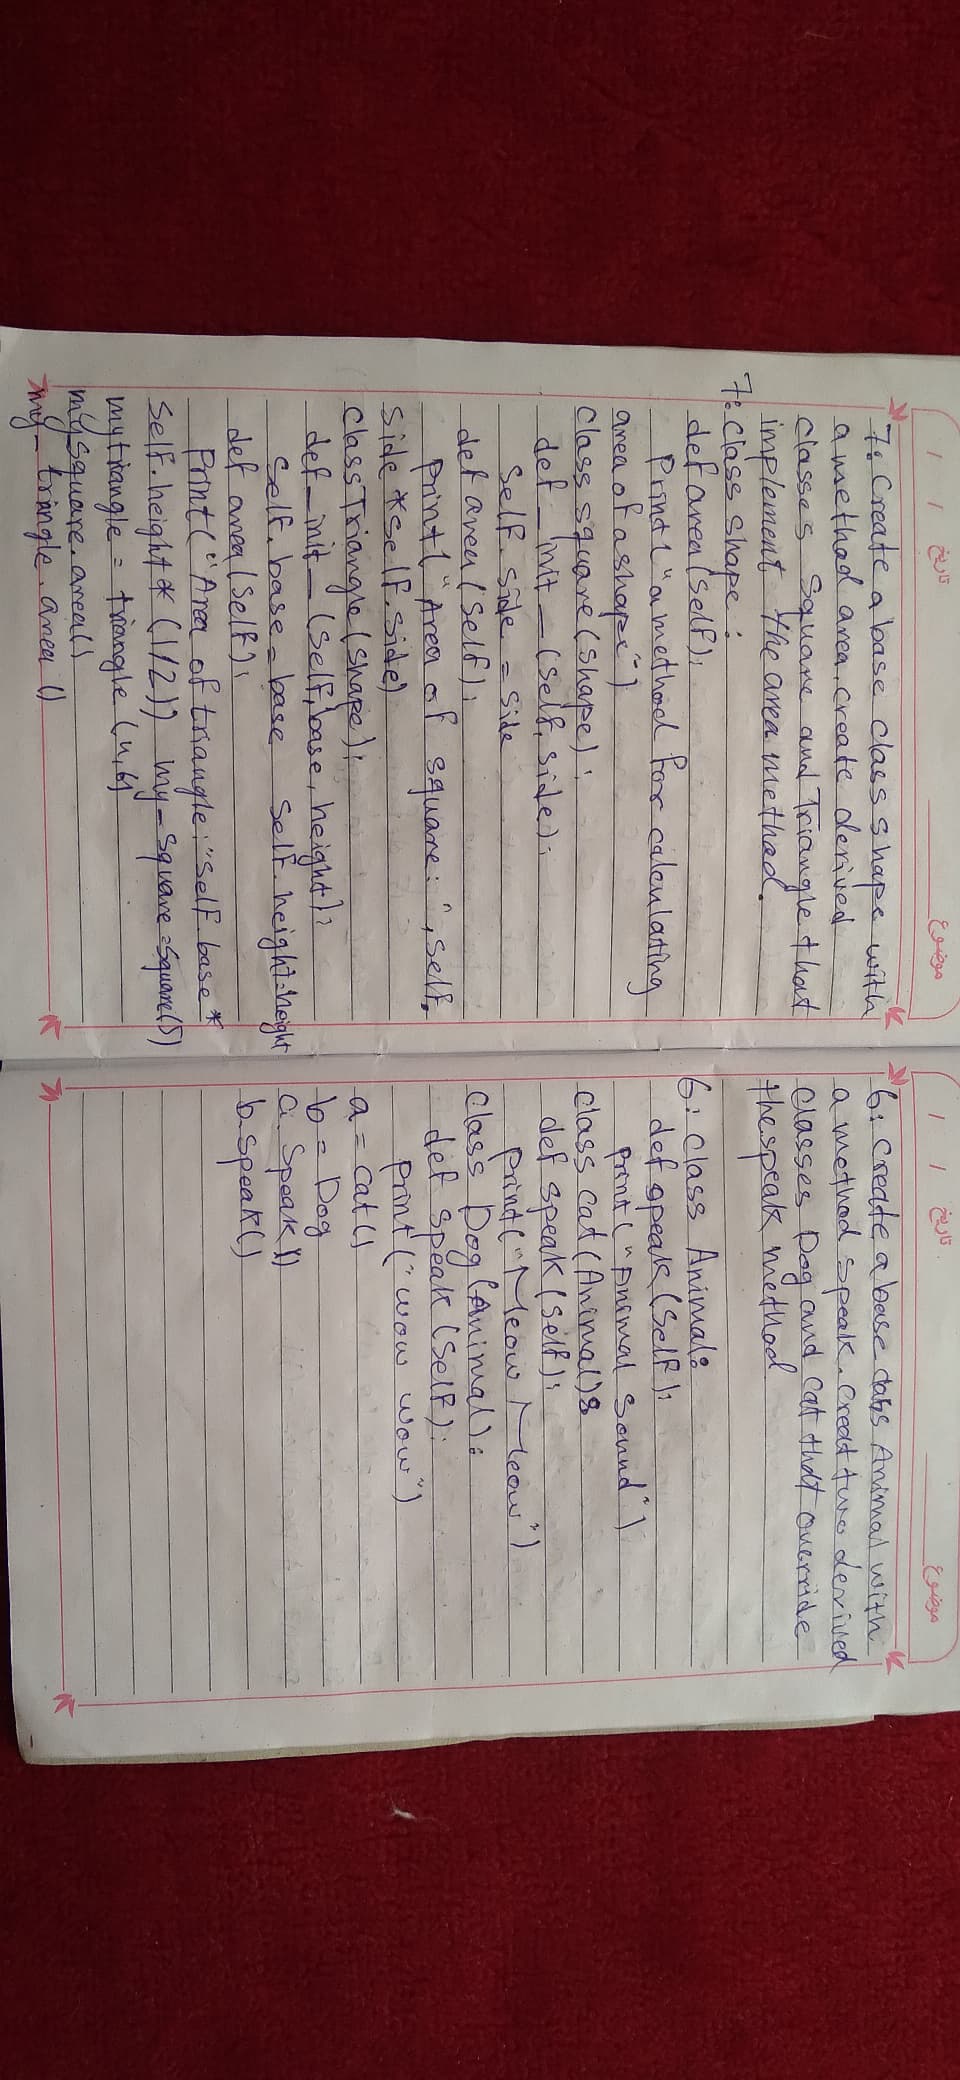 تاریخ / /
موضوع
7: Create a base class shape with
a method area, create derived
classes Square and Triangle that
implement the area method.
7: class shape:
def area(self):
Print("a method for calculating
area of a shape")
class square(shape):
def __init__(self, side):
self.side = side
def area(self):
Print("Area of square:", self.
side * self.side)
class Triangle(shape):
def __init__(self, base, height):
self.base = base self.height = height
def area(self):
Print("Area of triangle:" self.base *
self.height * (1/2)) my_square = square(5)
mytriangle = triangle(4,6)
mysquare.area()
my_triangle.area()
تاریخ / /
موضوع
6: Create a base class Animal with
a method speak. Creat two derived
classes Dog and cat that override
the speak method
6: class Animal:
def speak(self):
Print("Animal sound")
class cat(Animal):
def speak(self):
Print("Meow Meow")
class Dog(Animal):
def speak(self):
Print("wow wow")
a = cat()
b = Dog
a.speak()
b.speak()